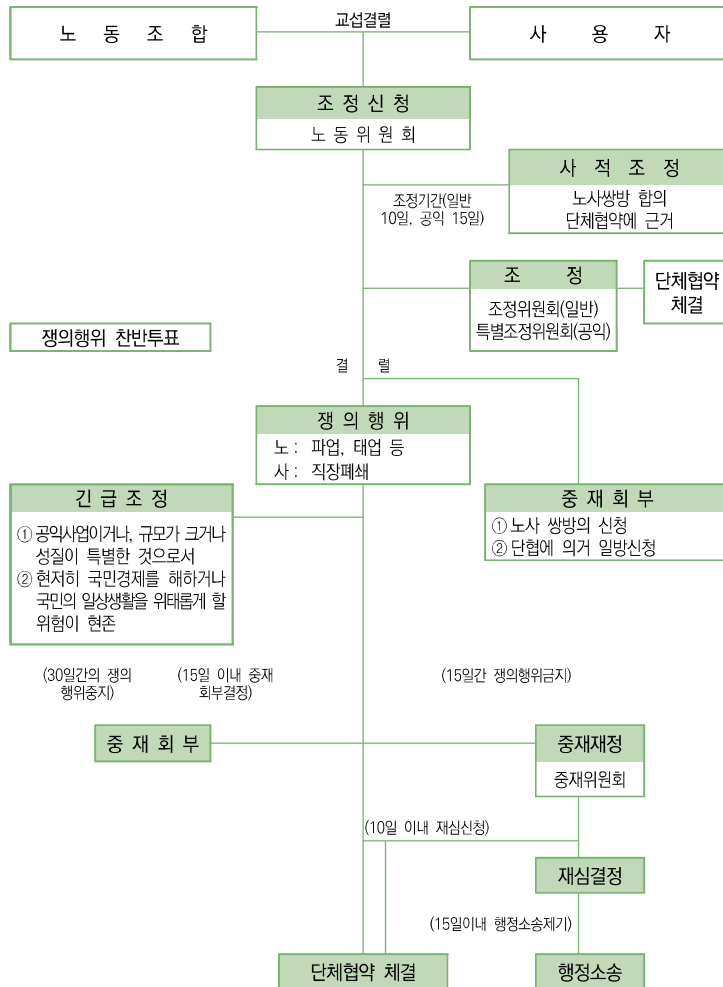 노 동 조 합
교섭결렬
사 용 자
조 정 신 청
노 동 위 원 회
사 적 조 정
노사쌍방 합의
단체협약에 근거
조정기간(일반
10일, 공익 15일)
조 정
조정위원회(일반)
특별조정위원회(공익)
단체협약
체결
쟁의행위 찬반투표
결 렬
쟁 의 행 위
노 : 파업, 태업 등
사 : 직장폐쇄
긴 급 조 정
① 공익사업이거나, 규모가 크거나
성질이 특별한 것으로서
② 현저히 국민경제를 해하거나
국민의 일상생활을 위태롭게 할
위험이 현존
중 재 회 부
① 노사 쌍방의 신청
② 단협에 의거 일방신청
(30일간의 쟁의
행위중지)
(15일 이내 중재
회부결정)
(15일간 쟁의행위금지)
중 재 회 부
중재재정
중재위원회
(10일 이내 재심신청)
재심결정
(15일이내 행정소송제기)
단체협약 체결
행정소송